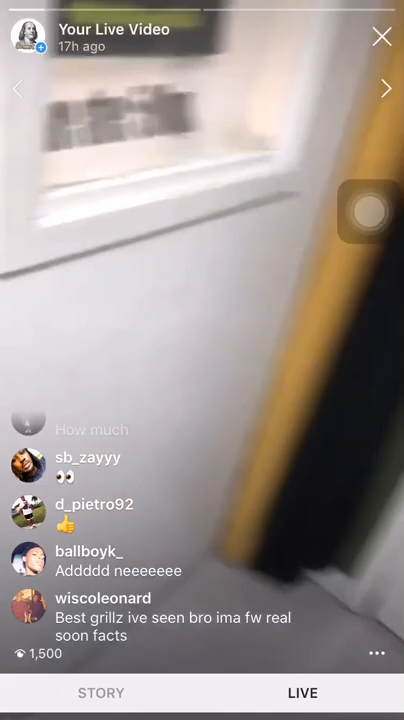 Your Live Video
17h ago
How much
sb_zayyy
👀
d_pietro92
👍
ballboyk_
Addddd neeeeeee
wiscoleonard
Best grillz ive seen bro ima fw real
soon facts
1,500
STORY
LIVE